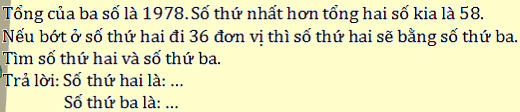 Tổng của ba số là 1978. Số thứ nhất hơn tổng hai số kia là 58.
Nếu bớt ở số thứ hai đi 36 đơn vị thì số thứ hai sẽ bằng số thứ ba.
Tìm số thứ hai và số thứ ba.
Trả lời: Số thứ hai là: ...
Số thứ ba là: ...